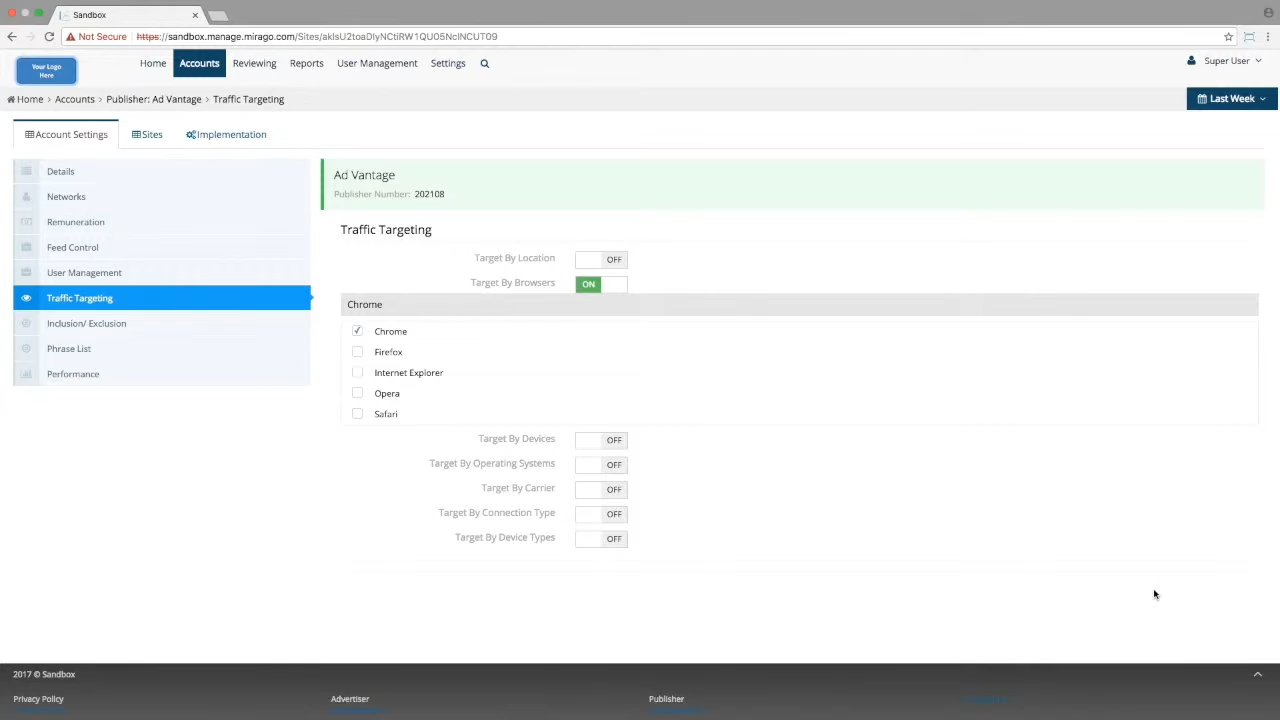 Sandbox
Not Secure https://sandbox.manage.mirago.com/Sites/aklsU2toaDlyNCtiRW1QU05NclNCUT09
Your Logo
Here
Home Accounts Reviewing Reports User Management Settings
Super User
Home > Accounts > Publisher: Ad Vantage > Traffic Targeting
Last Week
Account Settings Sites Implementation
Details
Networks
Remuneration
Feed Control
User Management
Traffic Targeting
Inclusion/ Exclusion
Phrase List
Performance
Ad Vantage
Publisher Number: 202108
Traffic Targeting
Target By Location OFF
Target By Browsers ON
Chrome
Chrome
Firefox
Internet Explorer
Opera
Safari
Target By Devices OFF
Target By Operating Systems OFF
Target By Carrier OFF
Target By Connection Type OFF
Target By Device Types OFF
2017 © Sandbox
Privacy Policy Advertiser Publisher